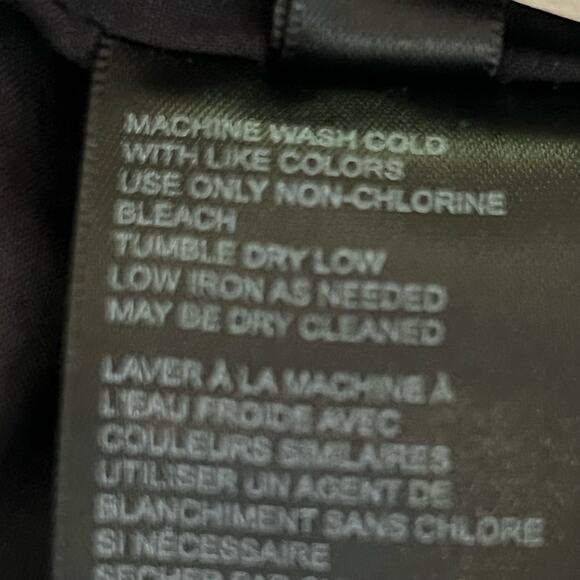 MACHINE WASH COLD
WITH LIKE COLORS
USE ONLY NON-CHLORINE
BLEACH
TUMBLE DRY LOW
LOW IRON AS NEEDED
MAY BE DRY CLEANED
LAVER À LA MACHINE À
L'EAU FROIDE AVEC
COULEURS SIMILAIRES
UTILISER UN AGENT DE
BLANCHIMENT SANS CHLORE
SI NÉCESSAIRE
SÉCHER PAR